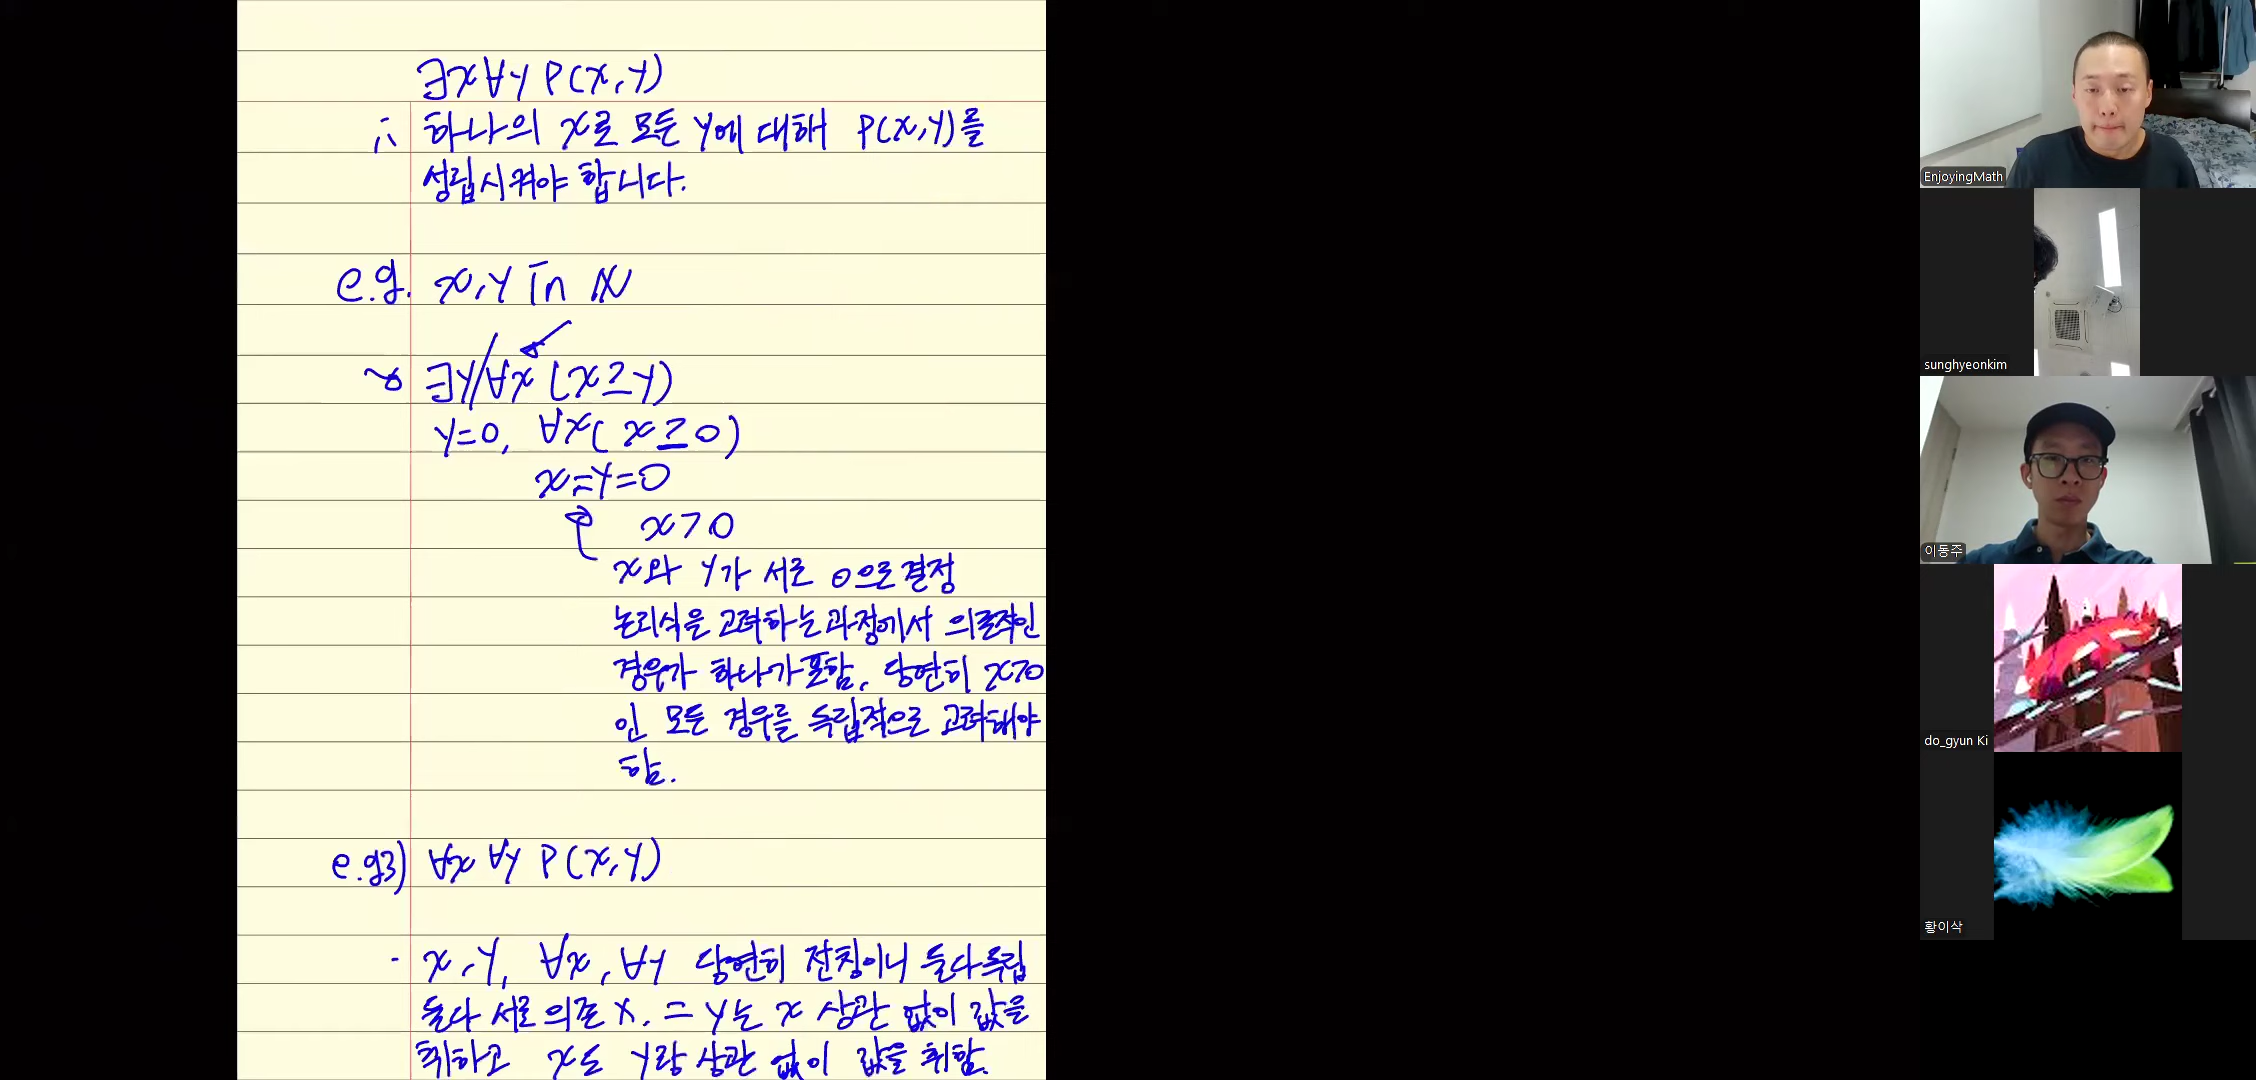 ∃x∀y P(x,y)
∴ 하나의 x로 모든 y에 대해 P(x,y)를
성립시켜야 합니다.
e.g. x,y in ℕ
∃y/∀x (x≥y)
y=0, ∀x( x≥0)
x=y=0
x>0
x와 y가 서로 0으로 결정
논리식을 고려하는 과정에서 의존적인
경우가 하나가 포함, 당연히 x>0
인 모든 경우를 독립적으로 고려해야
함.
e.g3) ∀x ∀y P(x,y)
· x,y, ∀x, ∀y 당연히 전칭이니 둘다독립
둘다 서로 의존 X. = y는 x 상관 없이 값을
취하고 x도 y랑 상관 없이 값을 취함.
EnjoyingMath
sunghyeonkim
이동주
do_gyun Ki
황이삭